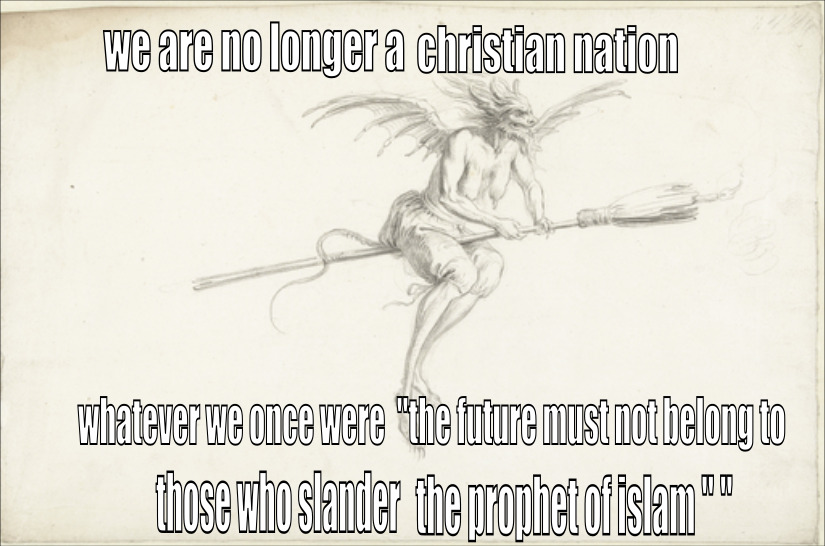 we are no longer a christian nation
whatever we once were "the future must not belong to
those who slander the prophet of islam " "